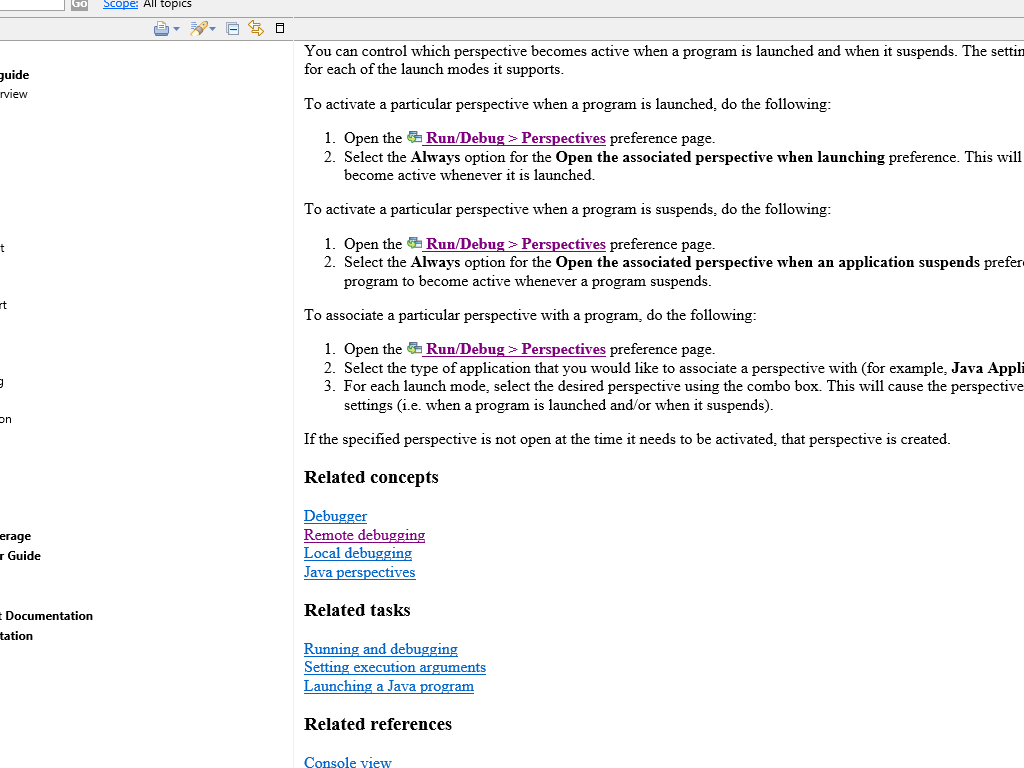 Go Scope: All topics
guide
rview
t
rt
g
on
erage
r Guide
t Documentation
tation
You can control which perspective becomes active when a program is launched and when it suspends. The settin
for each of the launch modes it supports.
To activate a particular perspective when a program is launched, do the following:
1. Open the Run/Debug > Perspectives preference page.
2. Select the Always option for the Open the associated perspective when launching preference. This will
become active whenever it is launched.
To activate a particular perspective when a program is suspends, do the following:
1. Open the Run/Debug > Perspectives preference page.
2. Select the Always option for the Open the associated perspective when an application suspends prefere
program to become active whenever a program suspends.
To associate a particular perspective with a program, do the following:
1. Open the Run/Debug > Perspectives preference page.
2. Select the type of application that you would like to associate a perspective with (for example, Java Appli
3. For each launch mode, select the desired perspective using the combo box. This will cause the perspective
settings (i.e. when a program is launched and/or when it suspends).
If the specified perspective is not open at the time it needs to be activated, that perspective is created.
Related concepts
Debugger
Remote debugging
Local debugging
Java perspectives
Related tasks
Running and debugging
Setting execution arguments
Launching a Java program
Related references
Console view